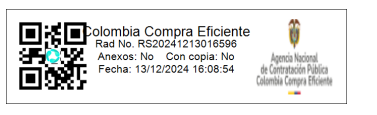 Colombia Compra Eficiente
Rad No. RS20241213016596
Anexos: No Con copia: No
Fecha: 13/12/2024 16:08:54
Agencia Nacional
de Contratación Pública
Colombia Compra Eficiente